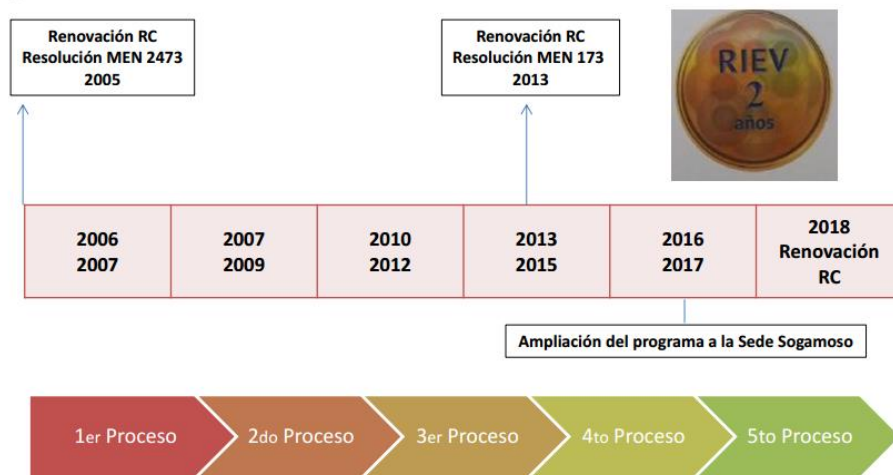 Renovación RC
Resolución MEN 2473
2005
Renovación RC
Resolución MEN 173
2013
RIEV
2
años
2006
2007
2007
2009
2010
2012
2013
2015
2016
2017
2018
Renovación
RC
Ampliación del programa a la Sede Sogamoso
1er Proceso
2do Proceso
3er Proceso
4to Proceso
5to Proceso